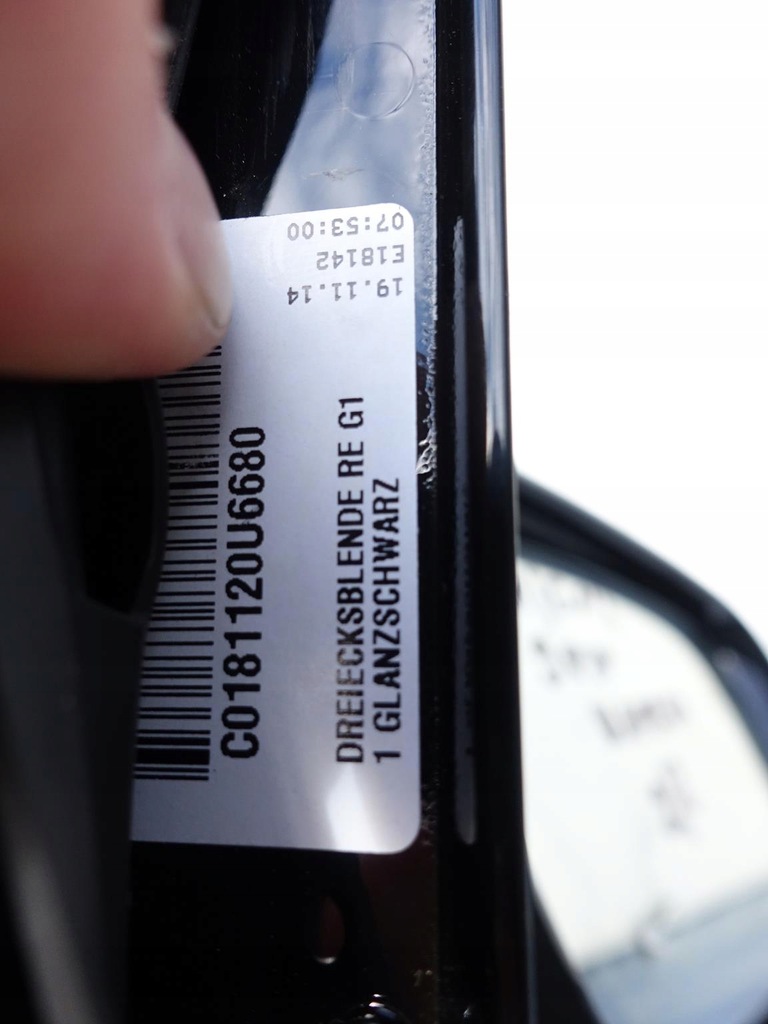 07:53:00
E18142
19.11.14
C0181120U6680
DREIECKSBLENDE RE G1
1 GLANZSCHWARZ